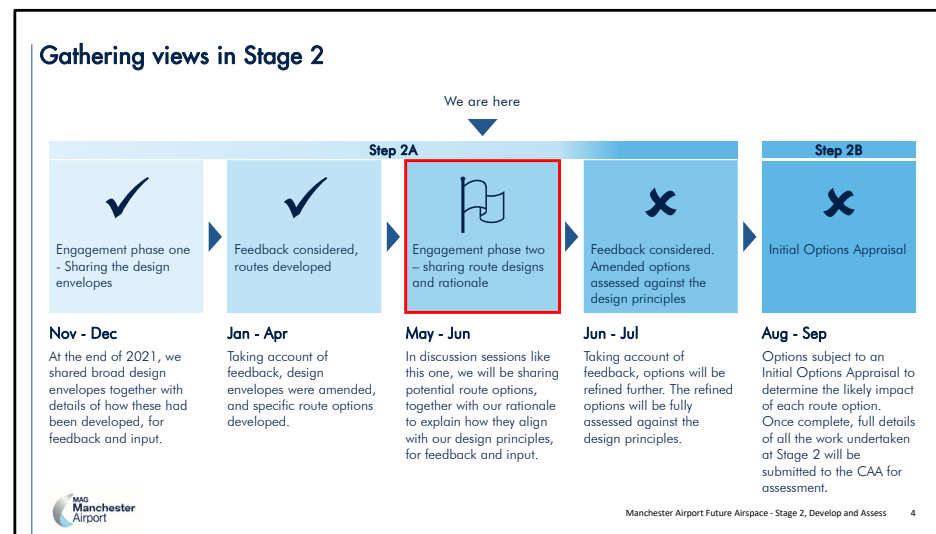 Gathering views in Stage 2
We are here
Step 2A
Step 2B
Engagement phase one
- Sharing the design
envelopes
Feedback considered,
routes developed
Engagement phase two
– sharing route designs
and rationale
Feedback considered.
Amended options
assessed against the
design principles
Initial Options Appraisal
Nov - Dec
At the end of 2021, we
shared broad design
envelopes together with
details of how these had
been developed, for
feedback and input.
Jan - Apr
Taking account of
feedback, design
envelopes were amended,
and specific route options
developed.
May - Jun
In discussion sessions like
this one, we will be sharing
potential route options,
together with our rationale
to explain how they align
with our design principles,
for feedback and input.
Jun - Jul
Taking account of
feedback, options will be
refined further. The refined
options will be fully
assessed against the
design principles.
Aug - Sep
Options subject to an
Initial Options Appraisal to
determine the likely impact
of each route option.
Once complete, full details
of all the work undertaken
at Stage 2 will be
submitted to the CAA for
assessment.
MAG
Manchester
Airport
Manchester Airport Future Airspace - Stage 2, Develop and Assess 4